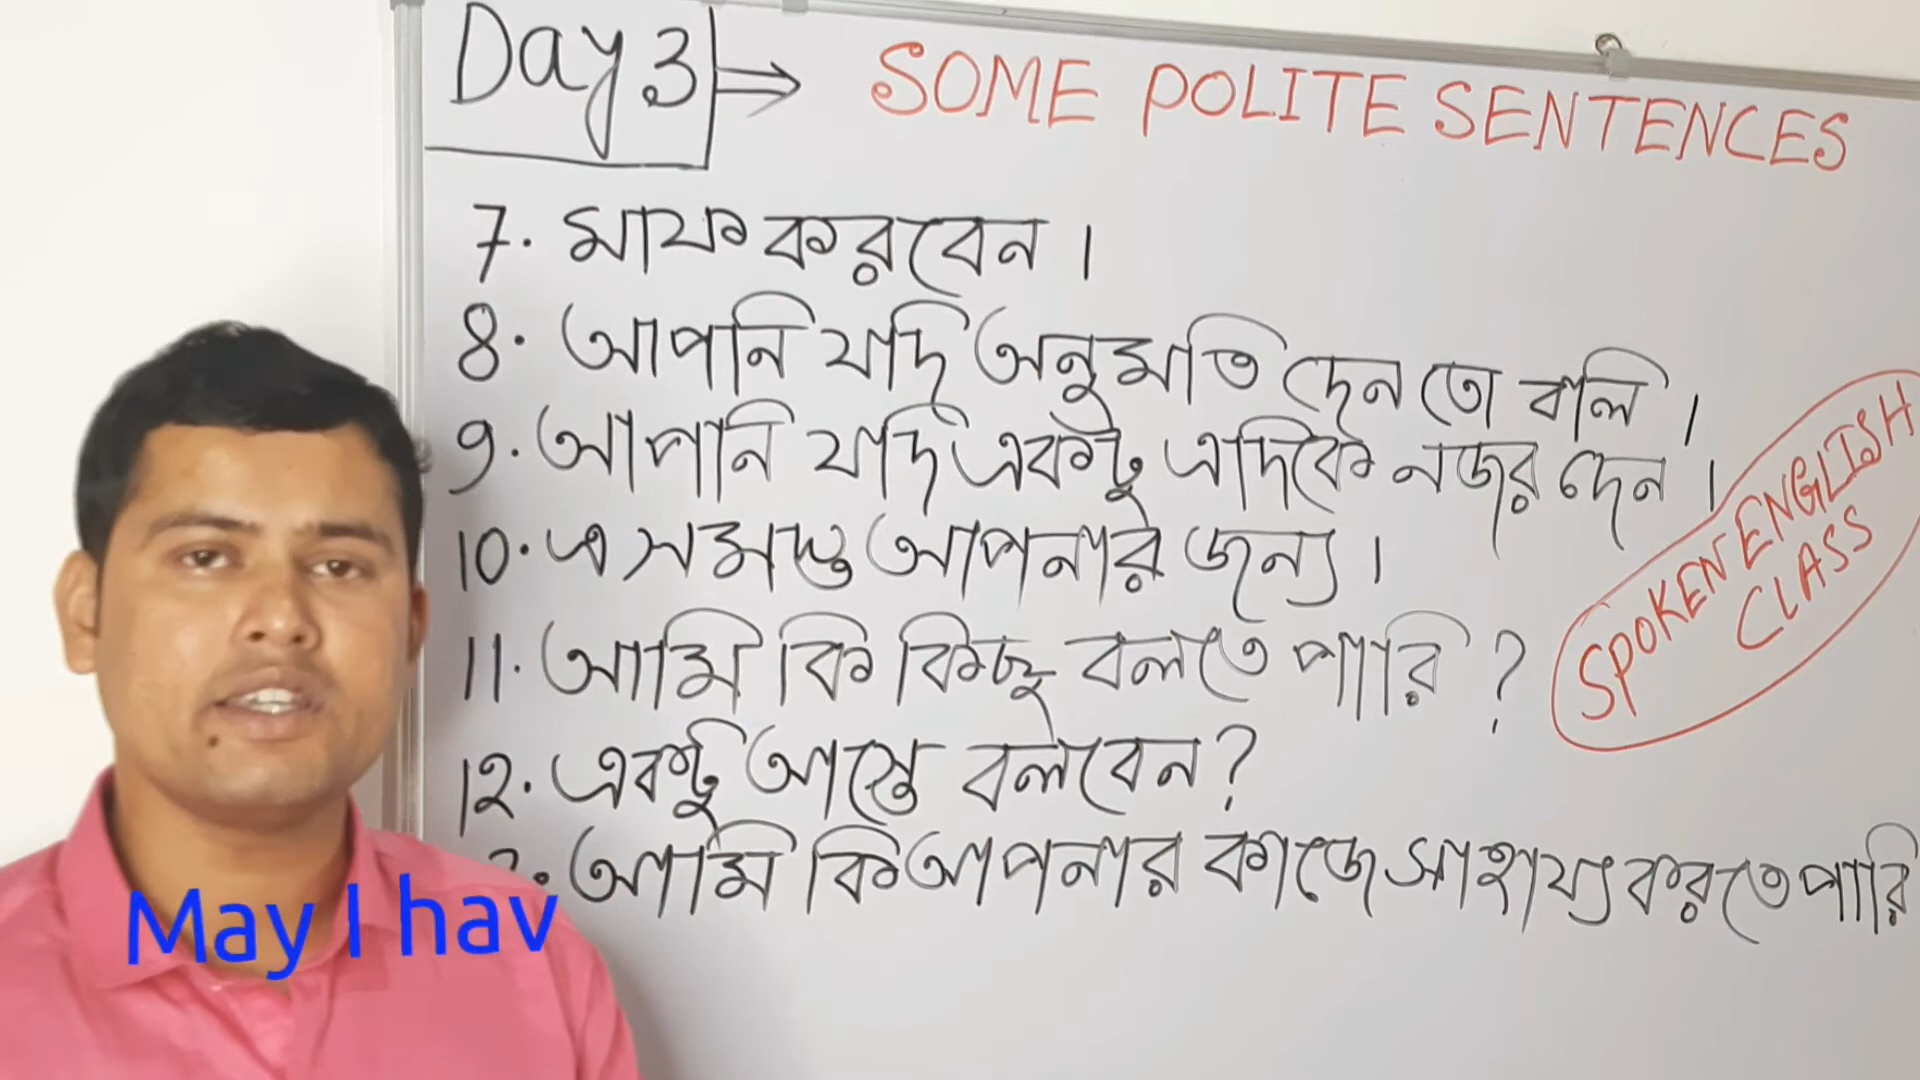 Day 3 → SOME POLITE SENTENCES
7. মাফ করবেন।
8. আপনি যদি অনুমতি দেন তো বলি।
9. আপনি যদি একটু এদিকে নজর দেন।
10. এ সমস্ত আপনার জন্য।
11. আমি কি কিছু বলতে পারি?
12. একটু আস্তে বলবেন?
আমি কি আপনার কাজে সাহায্য করতে পারি
SPOKEN ENGLISH
CLASS
May I hav